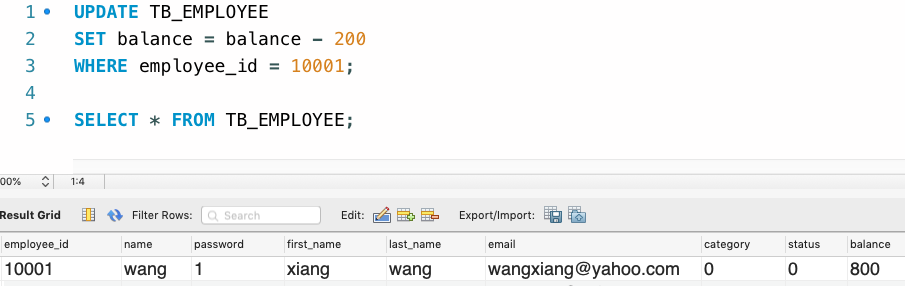 1 UPDATE TB_EMPLOYEE
2 SET balance = balance - 200
3 WHERE employee_id = 10001;
4
5 SELECT * FROM TB_EMPLOYEE;
00% 1:4
Result Grid Filter Rows: Search Edit: Export/Import:
employee_id name password first_name last_name email category status balance
10001 wang 1 xiang wang wangxiang@yahoo.com 0 0 800